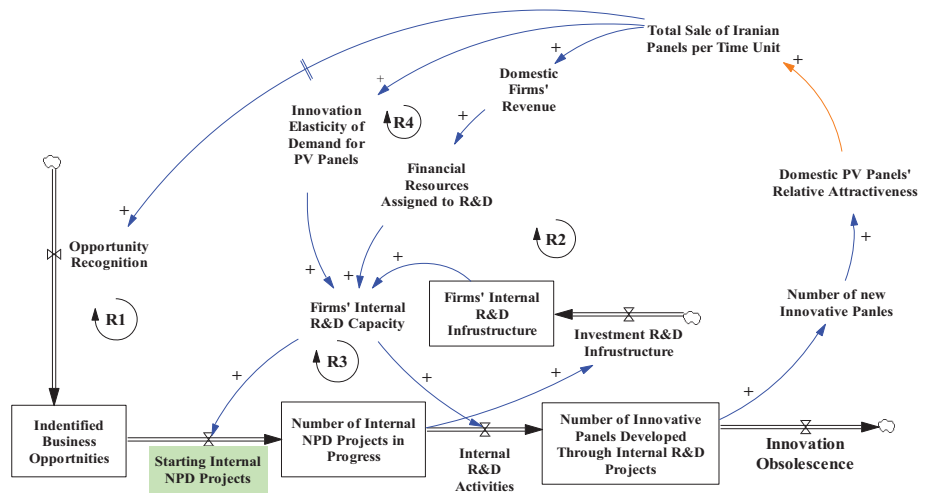 Total Sale of Iranian
Panels per Time Unit
+
+
Domestic
Firms'
Revenue
+
Innovation
Elasticity of
Demand for
PV Panels
R4
+
Financial
Resources
Assigned to R&D
Domestic PV Panels'
Relative Attractiveness
+
Opportunity
Recognition
R2
+
+
+
+
Firms' Internal
R&D Capacity
Firms' Internal
R&D
Infrustructure
Number of new
Innovative Panles
R1
Investment R&D
Infrustructure
R3
+
+
+
+
Indentified
Business
Opportnities
Starting Internal
NPD Projects
Number of Internal
NPD Projects in
Progress
Internal
R&D
Activities
Number of Innovative
Panels Developed
Through Internal R&D
Projects
Innovation
Obsolescence